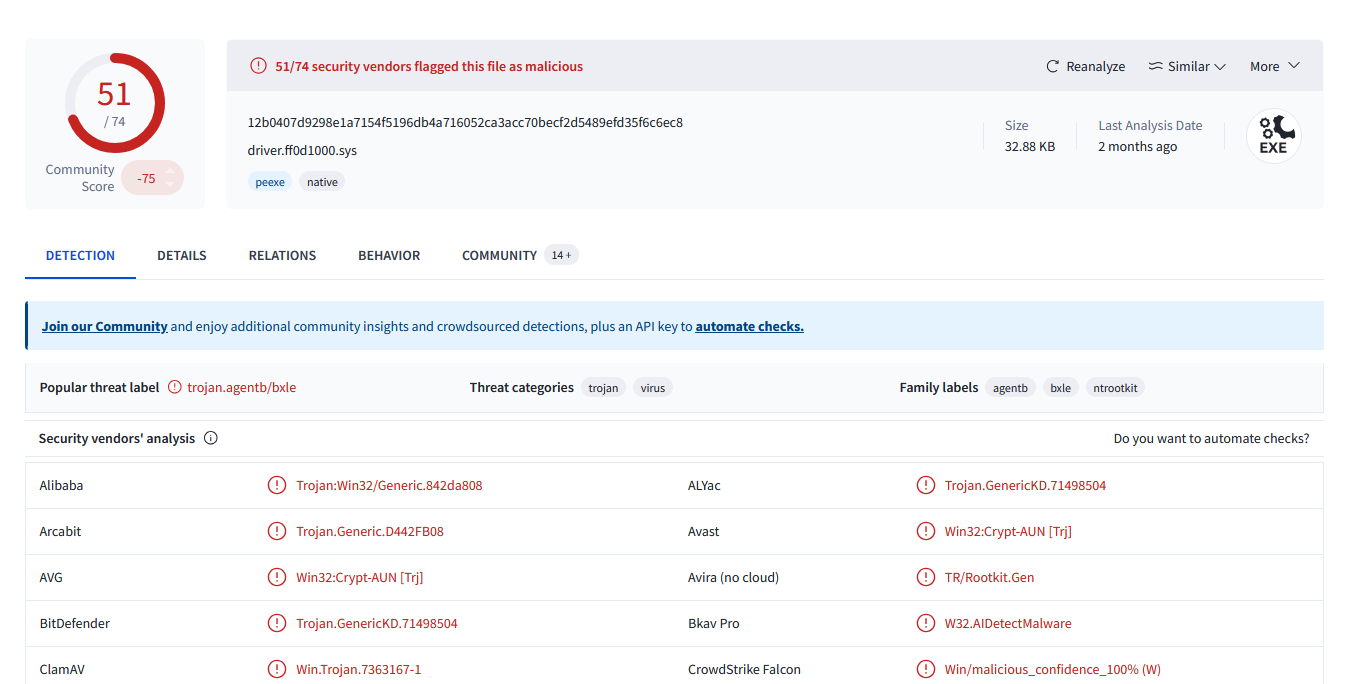 51
/ 74
Community
Score
-75
51/74 security vendors flagged this file as malicious
Reanalyze
Similar
More
12b0407d9298e1a7154f5196db4a716052ca3acc70becf2d5489efd35f6c6ec8
driver.ff0d1000.sys
peexe native
Size
32.88 KB
Last Analysis Date
2 months ago
EXE
DETECTION DETAILS RELATIONS BEHAVIOR COMMUNITY 14 +
Join our Community and enjoy additional community insights and crowdsourced detections, plus an API key to automate checks.
Popular threat label trojan.agentb/bxle Threat categories trojan virus Family labels agentb bxle ntrootkit
Security vendors' analysis Do you want to automate checks?
Alibaba Trojan:Win32/Generic.842da808 ALYac Trojan.GenericKD.71498504
Arcabit Trojan.Generic.D442FB08 Avast Win32:Crypt-AUN [Trj]
AVG Win32:Crypt-AUN [Trj] Avira (no cloud) TR/Rootkit.Gen
BitDefender Trojan.GenericKD.71498504 Bkav Pro W32.AIDetectMalware
ClamAV Win.Trojan.7363167-1 CrowdStrike Falcon Win/malicious_confidence_100% (W)